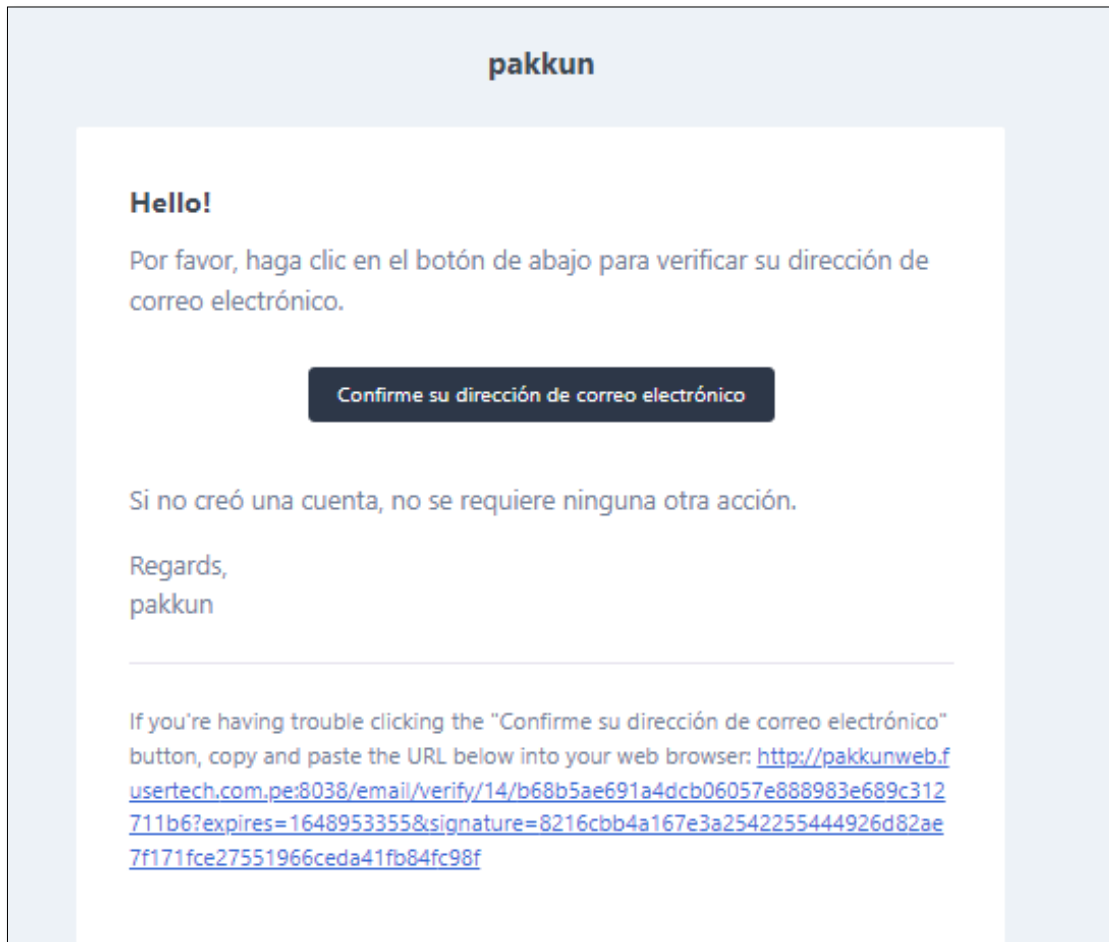 pakkun
Hello!
Por favor, haga clic en el botón de abajo para verificar su dirección de
correo electrónico.
Confirme su dirección de correo electrónico
Si no creó una cuenta, no se requiere ninguna otra acción.
Regards,
pakkun
If you're having trouble clicking the "Confirme su dirección de correo electrónico"
button, copy and paste the URL below into your web browser: http://pakkunweb.f
usertech.com.pe:8038/email/verify/14/b68b5ae691a4dcb06057e888983e689c312
711b6?expires=1648953355&signature=8216cbb4a167e3a2542255444926d82ae
7f171fce27551966ceda41fb84fc98f